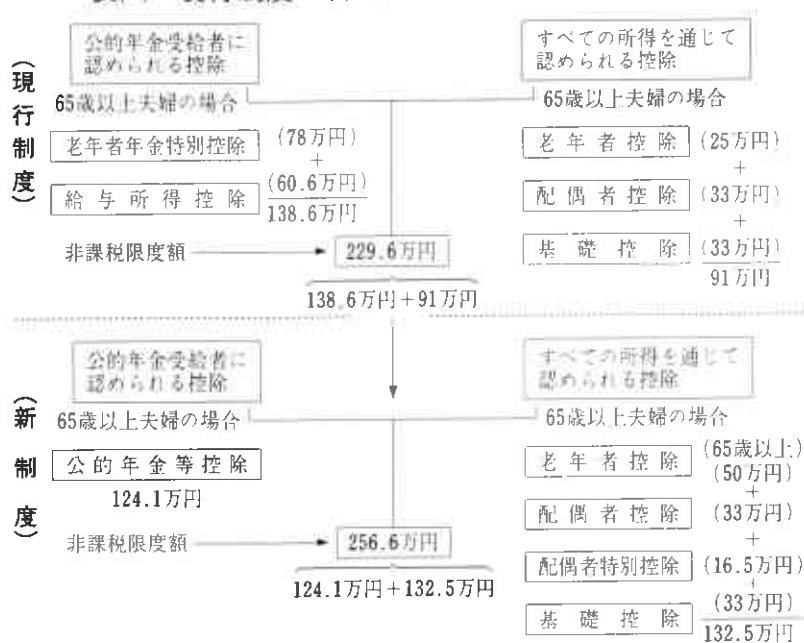 (現行制度)
公的年金受給者に
認められる控除
65歳以上夫婦の場合
老年者年金特別控除 (78万円)
+
給与所得控除 (60.6万円)
138.6万円
すべての所得を通じて
認められる控除
65歳以上夫婦の場合
老年者控除 (25万円)
+
配偶者控除 (33万円)
+
基礎控除 (33万円)
91万円
非課税限度額 229.6万円
138.6万円+91万円
(新制度)
公的年金受給者に
認められる控除
65歳以上夫婦の場合
公的年金等控除
124.1万円
すべての所得を通じて
認められる控除
65歳以上夫婦の場合
老年者控除 (65歳以上)
(50万円)
+
配偶者控除 (33万円)
+
配偶者特別控除 (16.5万円)
+
基礎控除 (33万円)
132.5万円
非課税限度額 256.6万円
124.1万円+132.5万円